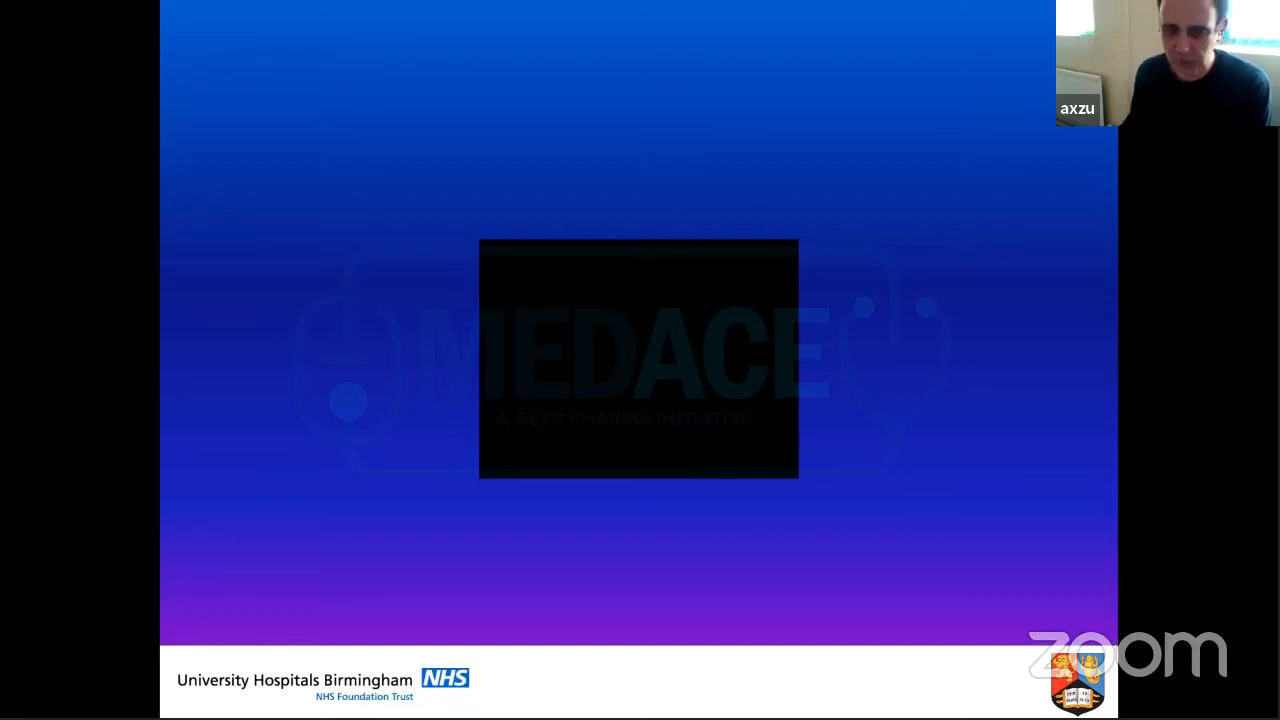 axzu
MEDACE
A GETZ PHARMA INITIATIVE
University Hospitals Birmingham NHS
NHS Foundation Trust
zoom